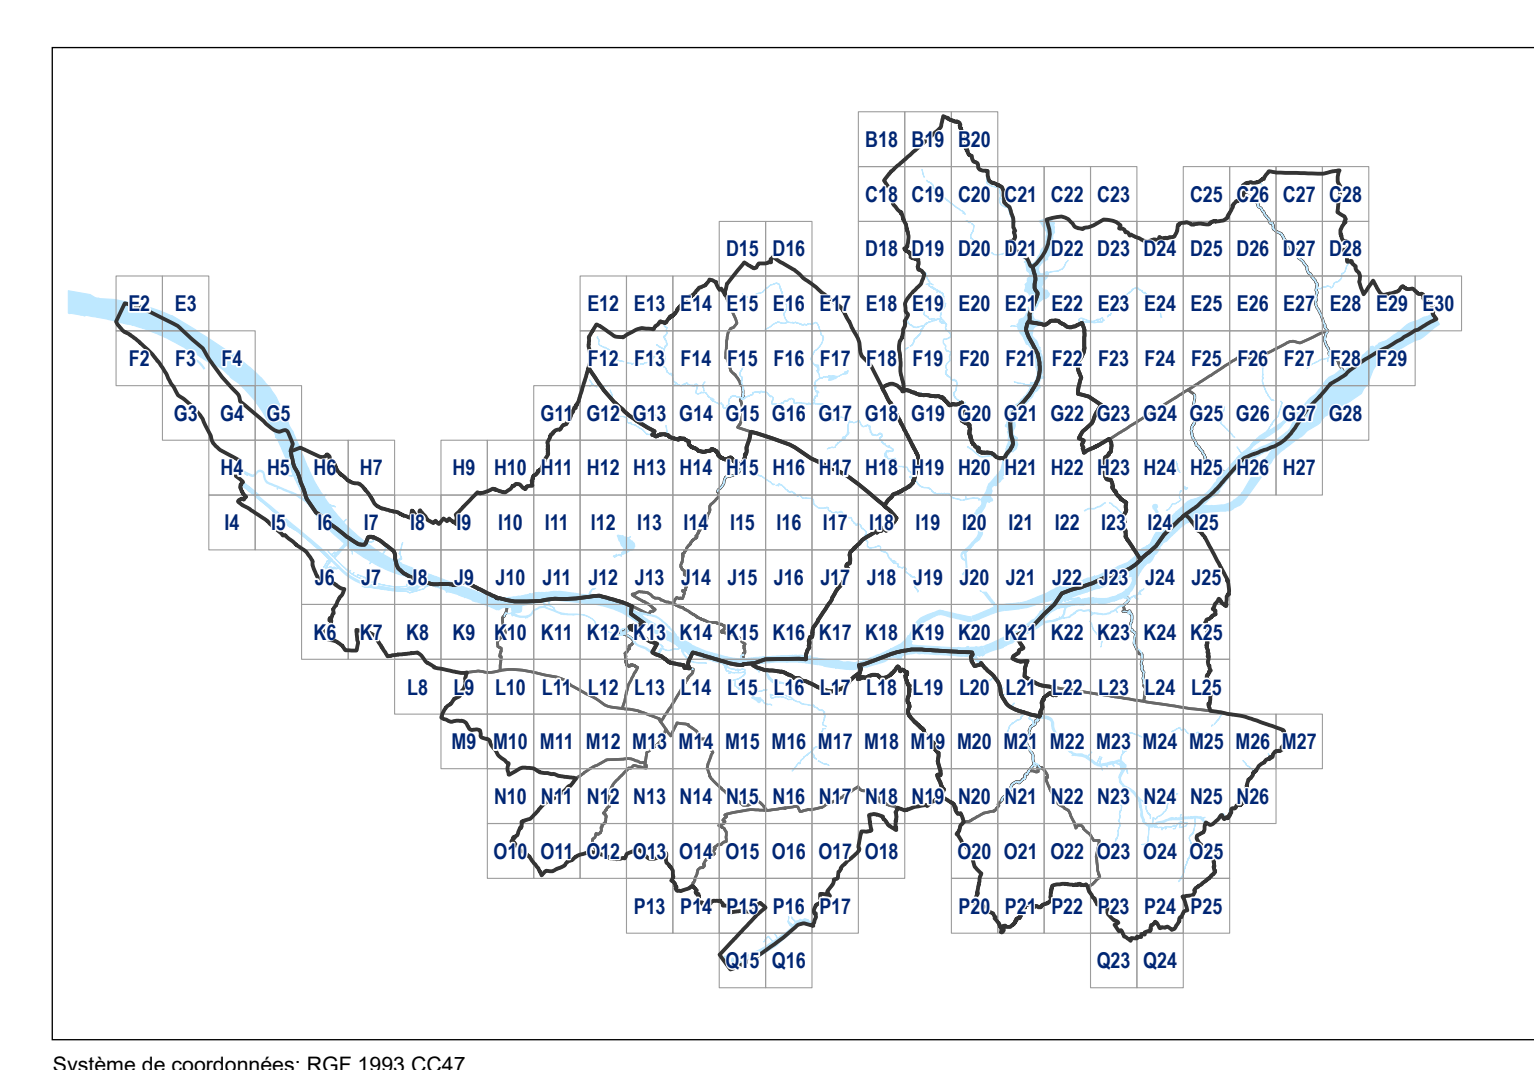 B18 B19 B20
C18 C19 C20 C21 C22 C23 C25 C26 C27 C28
D15 D16 D18 D19 D20 D21 D22 D23 D24 D25 D26 D27 D28
E2 E3 E12 E13 E14 E15 E16 E17 E18 E19 E20 E21 E22 E23 E24 E25 E26 E27 E28 E29 E30
F2 F3 F4 F12 F13 F14 F15 F16 F17 F18 F19 F20 F21 F22 F23 F24 F25 F26 F27 F28 F29
G3 G4 G5 G11 G12 G13 G14 G15 G16 G17 G18 G19 G20 G21 G22 G23 G24 G25 G26 G27 G28
H4 H5 H6 H7 H9 H10 H11 H12 H13 H14 H15 H16 H17 H18 H19 H20 H21 H22 H23 H24 H25 H26 H27
I4 I5 I6 I7 I8 I9 I10 I11 I12 I13 I14 I15 I16 I17 I18 I19 I20 I21 I22 I23 I24 I25
J6 J7 J8 J9 J10 J11 J12 J13 J14 J15 J16 J17 J18 J19 J20 J21 J22 J23 J24 J25
K6 K7 K8 K9 K10 K11 K12 K13 K14 K15 K16 K17 K18 K19 K20 K21 K22 K23 K24 K25
L8 L9 L10 L11 L12 L13 L14 L15 L16 L17 L18 L19 L20 L21 L22 L23 L24 L25
M9 M10 M11 M12 M13 M14 M15 M16 M17 M18 M19 M20 M21 M22 M23 M24 M25 M26 M27
N10 N11 N12 N13 N14 N15 N16 N17 N18 N19 N20 N21 N22 N23 N24 N25 N26
O10 O11 O12 O13 O14 O15 O16 O17 O18 O20 O21 O22 O23 O24 O25
P13 P14 P15 P16 P17 P20 P21 P22 P23 P24 P25
Q15 Q16 Q23 Q24
Système de coordonnées: RGF 1993 CC47